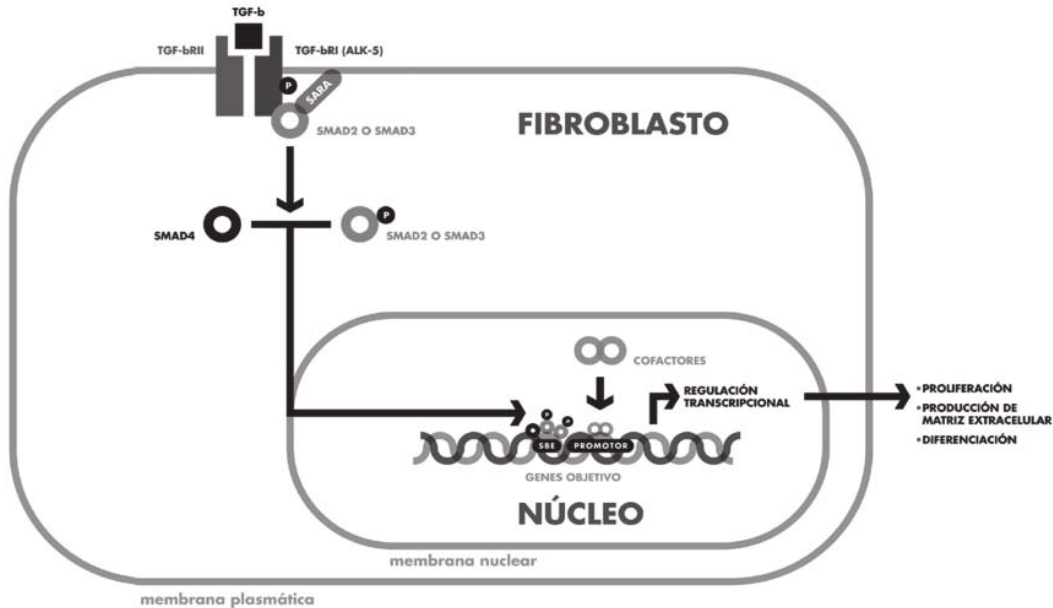 TGF-b
TGF-bRII
TGF-bRI (ALK-5)
P
SARA
SMAD2 O SMAD3
FIBROBLASTO
SMAD4
P
SMAD2 O SMAD3
COFACTORES
REGULACIÓN
TRANSCRIPCIONAL
•PROLIFERACIÓN
•PRODUCCIÓN DE
MATRIZ EXTRACELULAR
•DIFERENCIACIÓN
P
P
P
SBE
PROMOTOR
GENES OBJETIVO
NÚCLEO
membrana nuclear
membrana plasmática